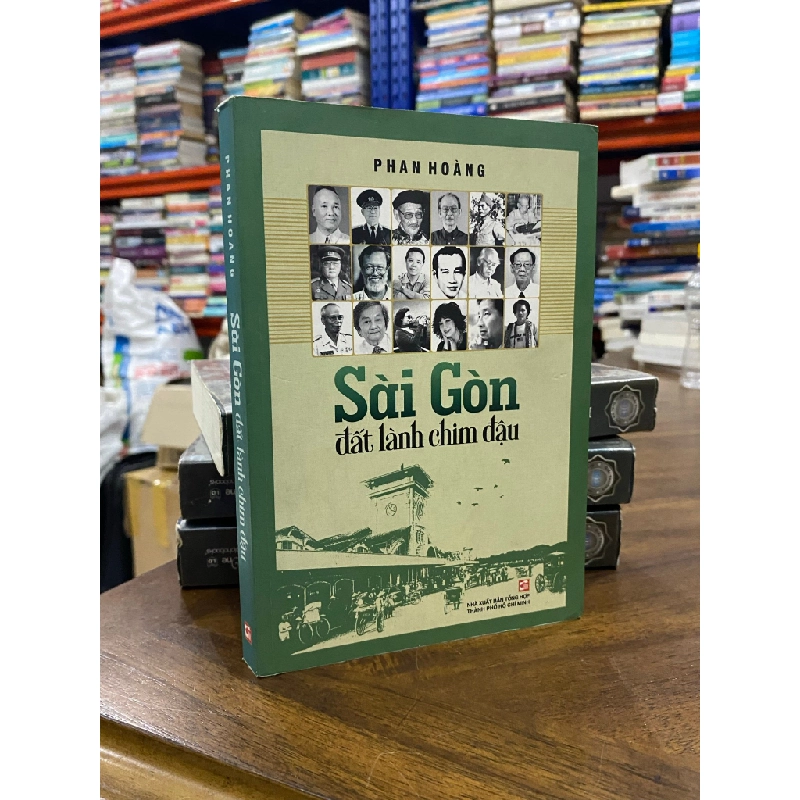 PHAN HOÀNG
Sài Gòn
đất lành chim đậu
NHÀ XUẤT BẢN TỔNG HỢP
THÀNH PHỐ HỒ CHÍ MINH
PHAN HOÀNG
Sài Gòn đất lành chim đậu